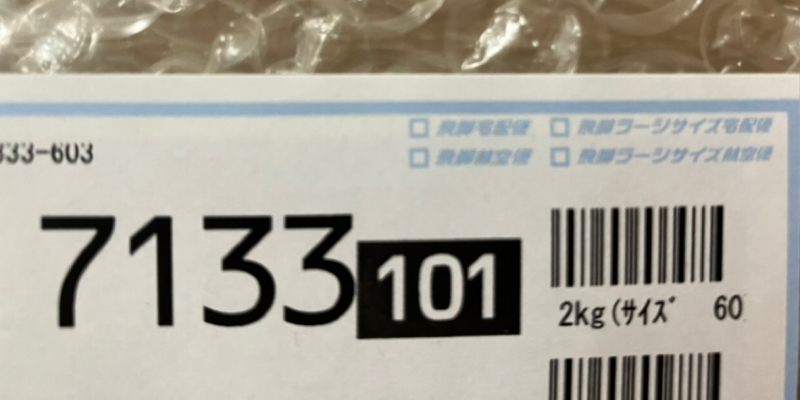 飛脚宅配便 飛脚ラージサイズ宅配便
飛脚航空便 飛脚ラージサイズ航空便
333-603
7133 101
2kg(サイズ 60